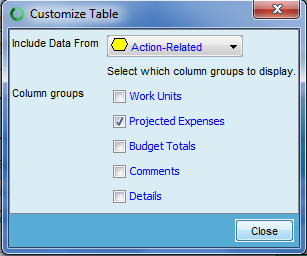 Customize Table
Include Data From Action-Related
Select which column groups to display.
Column groups
Work Units
Projected Expenses
Budget Totals
Comments
Details
Close